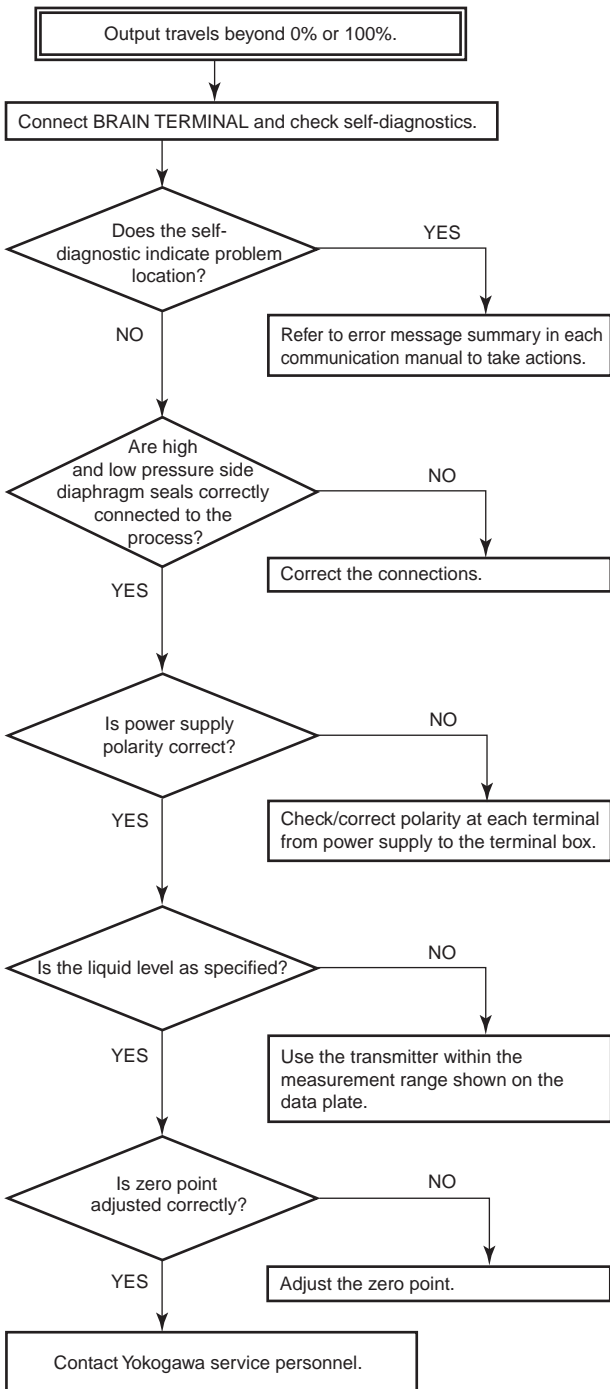 Output travels beyond 0% or 100%.
Connect BRAIN TERMINAL and check self-diagnostics.
Does the self-
diagnostic indicate problem
location?
YES
NO
Refer to error message summary in each
communication manual to take actions.
Are high
and low pressure side
diaphragm seals correctly
connected to the
process?
NO
YES
Correct the connections.
Is power supply
polarity correct?
NO
YES
Check/correct polarity at each terminal
from power supply to the terminal box.
Is the liquid level as specified?
NO
YES
Use the transmitter within the
measurement range shown on the
data plate.
Is zero point
adjusted correctly?
NO
YES
Adjust the zero point.
Contact Yokogawa service personnel.